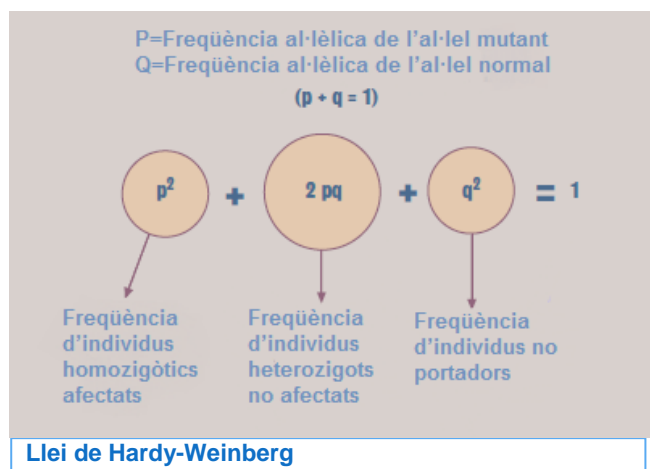 P=Freqüència al·lèlica de l'al·lel mutant
Q=Freqüència al·lèlica de l'al·lel normal
(p + q = 1)
p² + 2 pq + q² = 1
Freqüència
d'individus
homozigòtics
afectats
Freqüència
d'individus
heterozigots
no afectats
Freqüència
d'individus no
portadors
Llei de Hardy-Weinberg